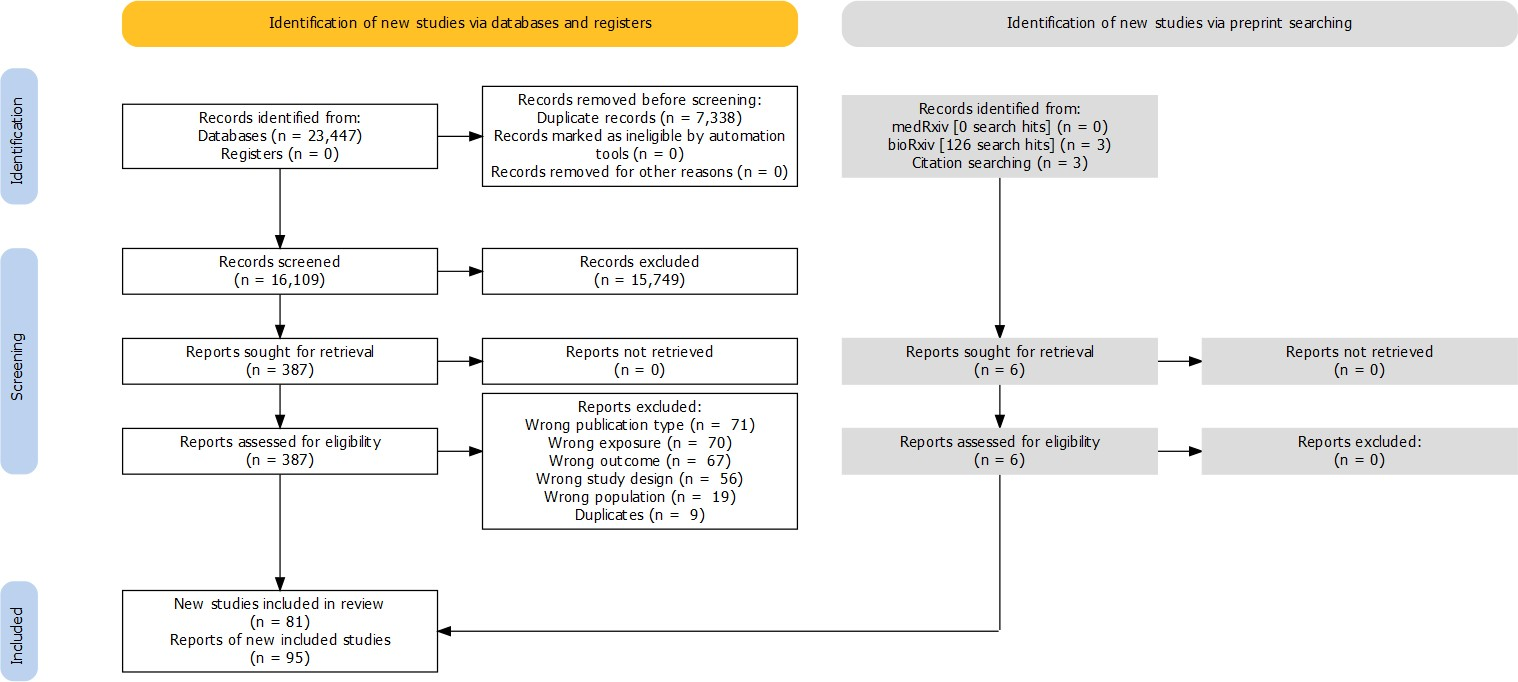 Identification of new studies via databases and registers
Identification of new studies via preprint searching
Identification
Records identified from:
Databases (n = 23,447)
Registers (n = 0)
Records removed before screening:
Duplicate records (n = 7,338)
Records marked as ineligible by automation
tools (n = 0)
Records removed for other reasons (n = 0)
Records identified from:
medRxiv [0 search hits] (n = 0)
bioRxiv [126 search hits] (n = 3)
Citation searching (n = 3)
Screening
Records screened
(n = 16,109)
Records excluded
(n = 15,749)
Reports sought for retrieval
(n = 387)
Reports not retrieved
(n = 0)
Reports sought for retrieval
(n = 6)
Reports not retrieved
(n = 0)
Reports assessed for eligibility
(n = 387)
Reports excluded:
Wrong publication type (n = 71)
Wrong exposure (n = 70)
Wrong outcome (n = 67)
Wrong study design (n = 56)
Wrong population (n = 19)
Duplicates (n = 9)
Reports assessed for eligibility
(n = 6)
Reports excluded:
(n = 0)
Included
New studies included in review
(n = 81)
Reports of new included studies
(n = 95)